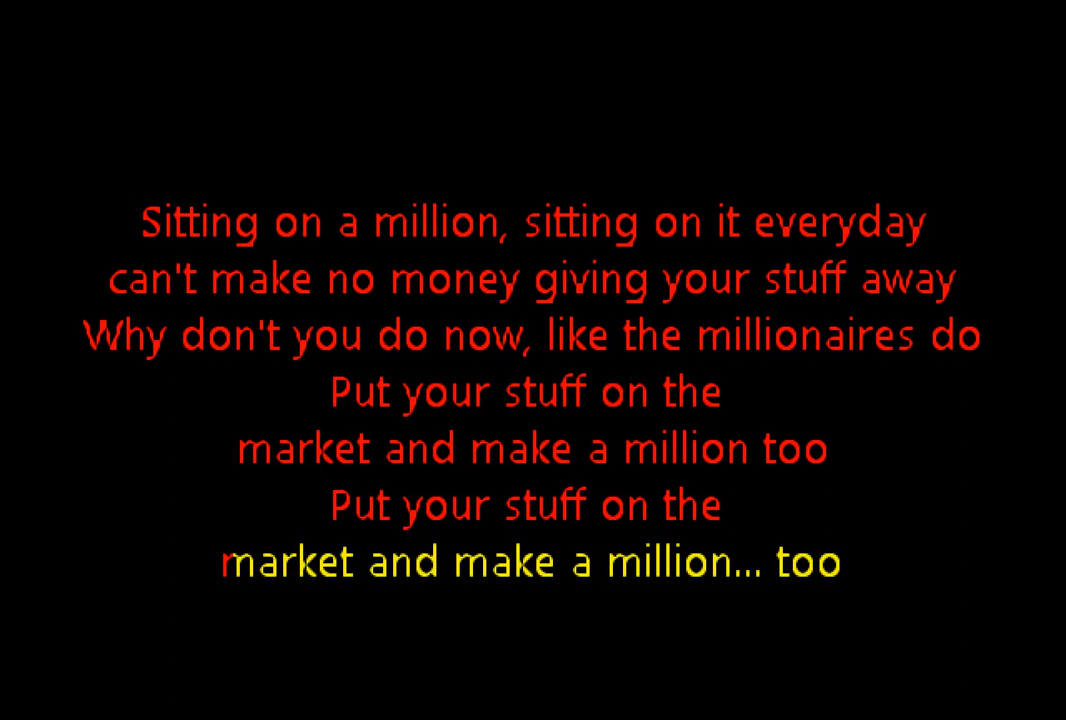 Sitting on a million, sitting on it everyday
can't make no money giving your stuff away
Why don't you do now, like the millionaires do
Put your stuff on the
market and make a million too
Put your stuff on the
market and make a million... too